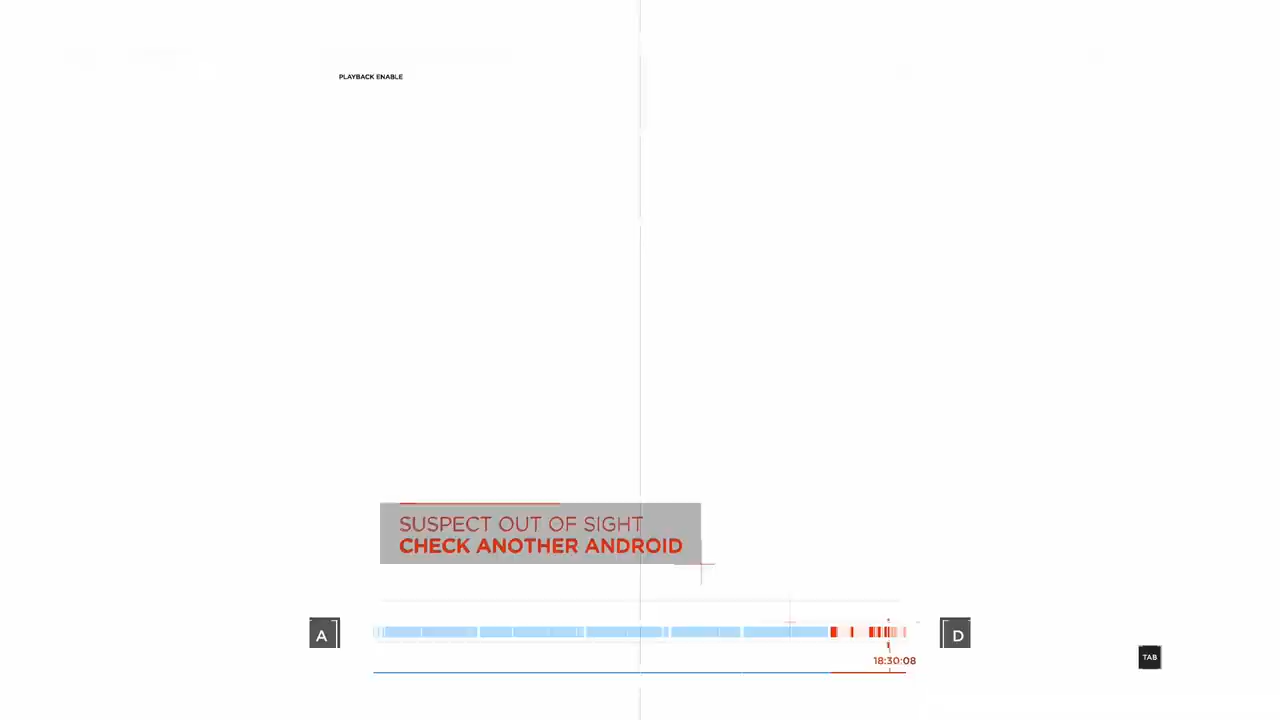 PLAYBACK ENABLE
SUSPECT OUT OF SIGHT
CHECK ANOTHER ANDROID
A
D
18:30:08
TAB